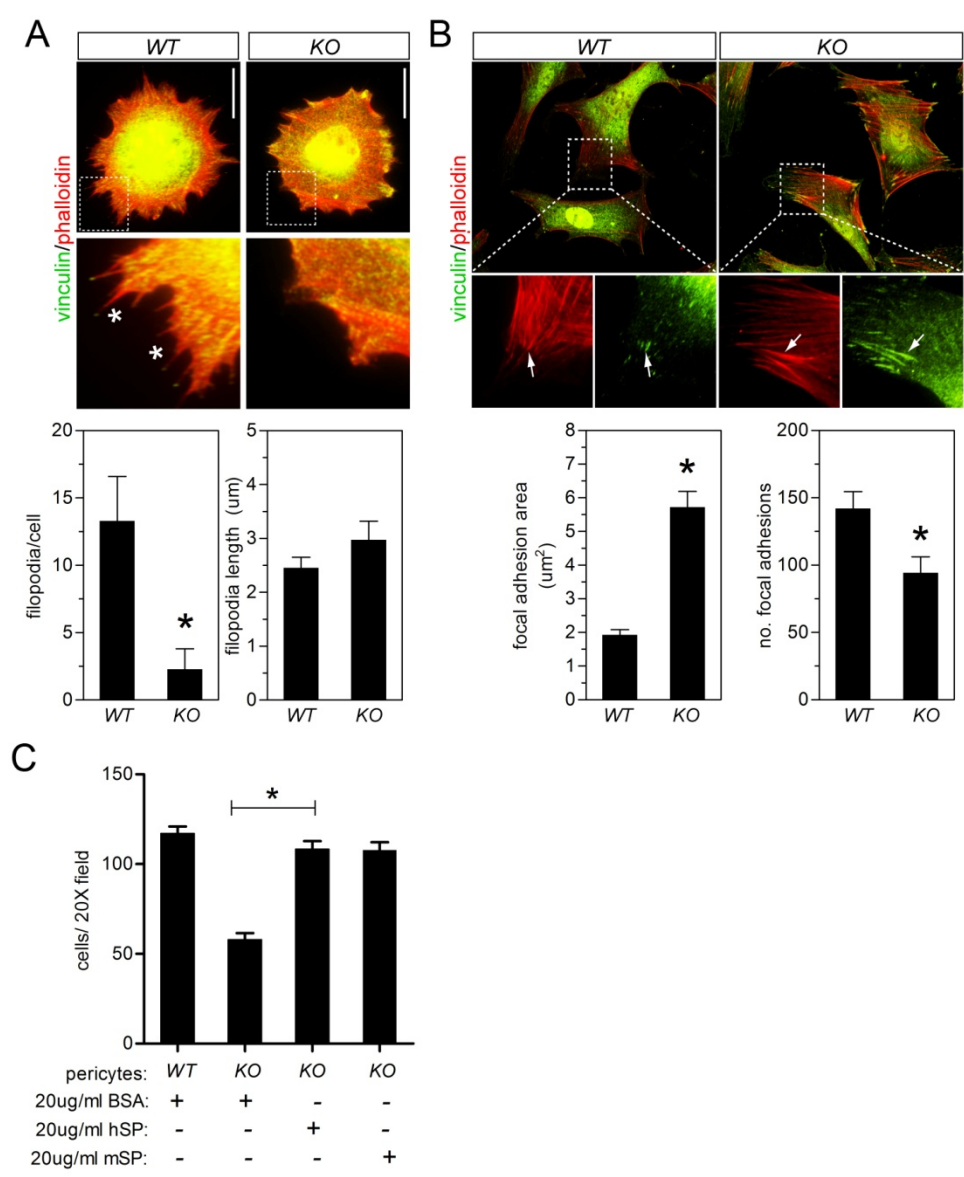 A
WT
KO
vinculin/phalloidin
*
*
20
15
10
5
0
filopodia/cell
*
WT
KO
5
4
3
2
1
0
filopodia length (um)
WT
KO
B
WT
KO
vinculin/phalloidin
8
7
6
5
4
3
2
1
0
focal adhesion area
(um²)
*
WT
KO
200
150
100
50
0
no. focal adhesions
*
WT
KO
C
150
100
50
0
cells/ 20X field
*
pericytes: WT KO KO KO
20ug/ml BSA: + + - -
20ug/ml hSP: - - + -
20ug/ml mSP: - - - +